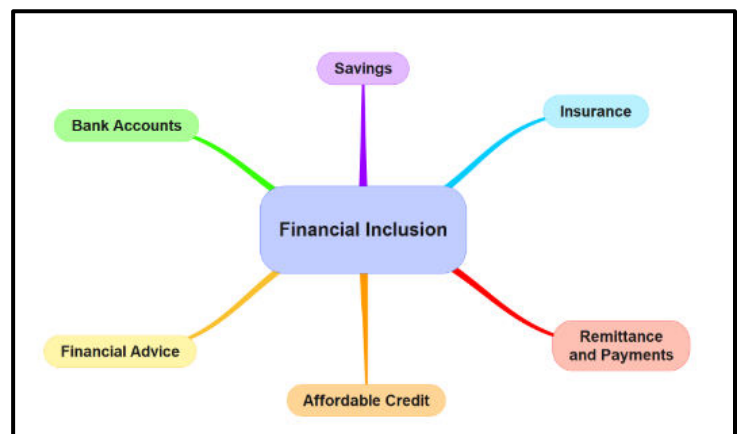 Savings
Bank Accounts
Insurance
Financial Inclusion
Financial Advice
Remittance
and Payments
Affordable Credit